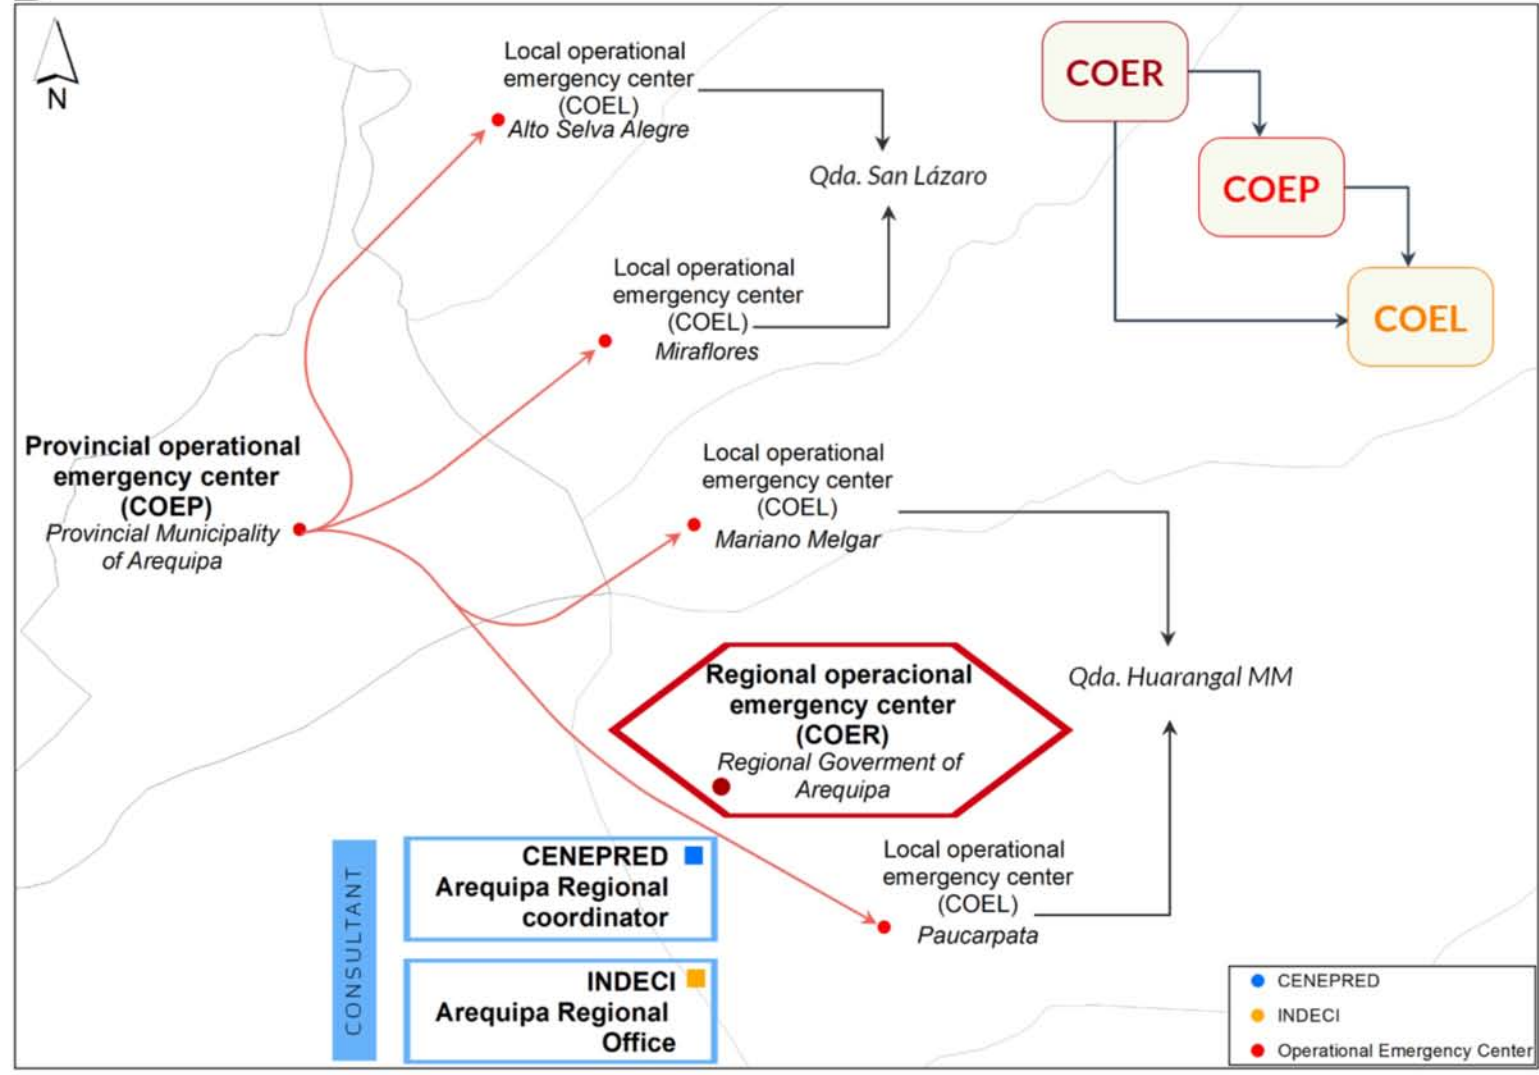 N
Local operational
emergency center
(COEL)
Alto Selva Alegre
Qda. San Lázaro
COER
COEP
COEL
Local operational
emergency center
(COEL)
Miraflores
Provincial operational
emergency center
(COEP)
Provincial Municipality
of Arequipa
Local operational
emergency center
(COEL)
Mariano Melgar
Regional operacional
emergency center
(COER)
Regional Goverment of
Arequipa
Qda. Huarangal MM
CONSULTANT
CENEPRED
Arequipa Regional
coordinator
INDECI
Arequipa Regional
Office
Local operational
emergency center
(COEL)
Paucarpata
CENEPRED
INDECI
Operational Emergency Center